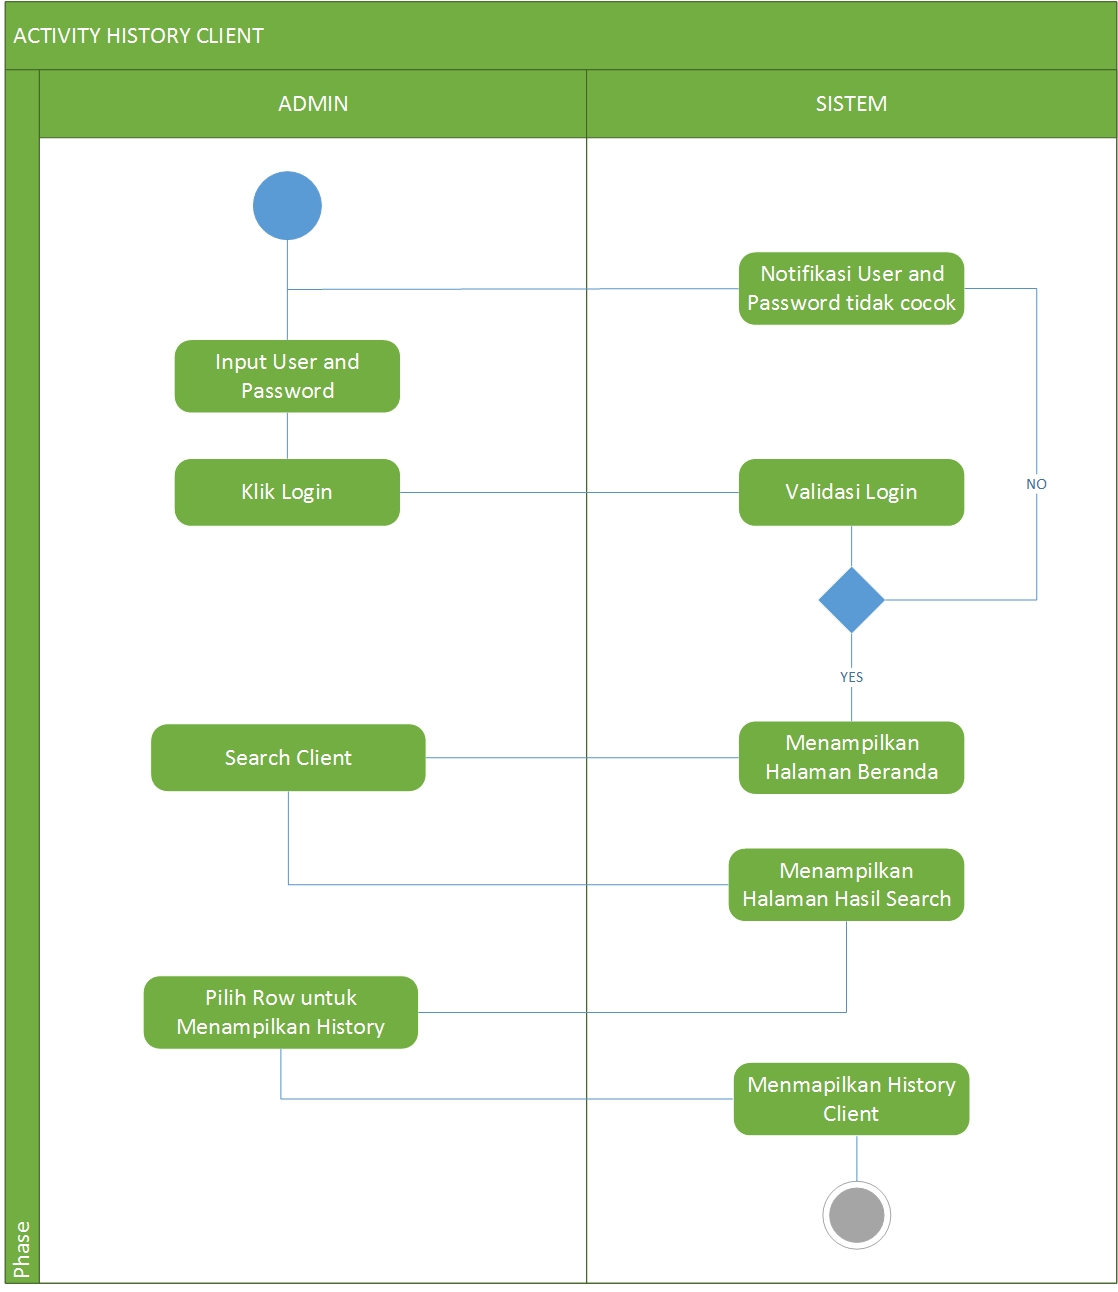 ACTIVITY HISTORY CLIENT
ADMIN
SISTEM
Notifikasi User and
Password tidak cocok
Input User and
Password
Klik Login
Validasi Login
NO
YES
Search Client
Menampilkan
Halaman Beranda
Menampilkan
Halaman Hasil Search
Pilih Row untuk
Menampilkan History
Menmapilkan History
Client
Phase